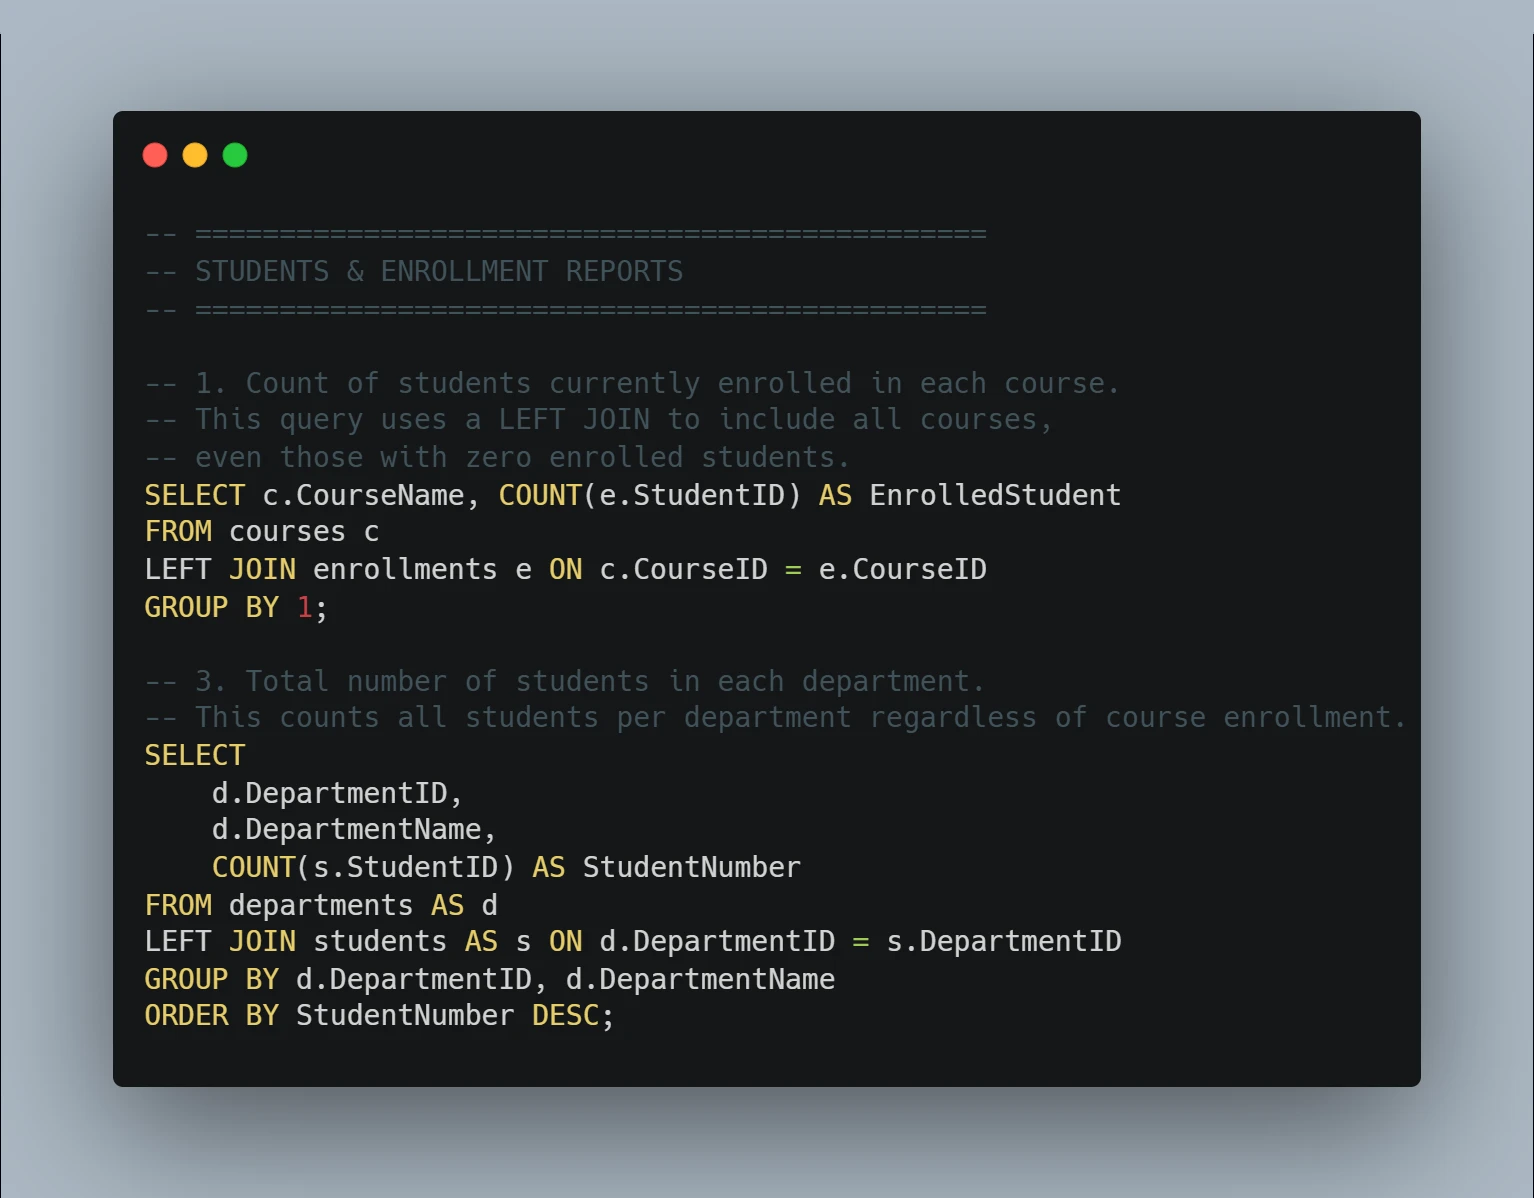 -- ===============================================
-- STUDENTS & ENROLLMENT REPORTS
-- ===============================================
-- 1. Count of students currently enrolled in each course.
-- This query uses a LEFT JOIN to include all courses,
-- even those with zero enrolled students.
SELECT c.CourseName, COUNT(e.StudentID) AS EnrolledStudent
FROM courses c
LEFT JOIN enrollments e ON c.CourseID = e.CourseID
GROUP BY 1;
-- 3. Total number of students in each department.
-- This counts all students per department regardless of course enrollment.
SELECT
    d.DepartmentID,
    d.DepartmentName,
    COUNT(s.StudentID) AS StudentNumber
FROM departments AS d
LEFT JOIN students AS s ON d.DepartmentID = s.DepartmentID
GROUP BY d.DepartmentID, d.DepartmentName
ORDER BY StudentNumber DESC;